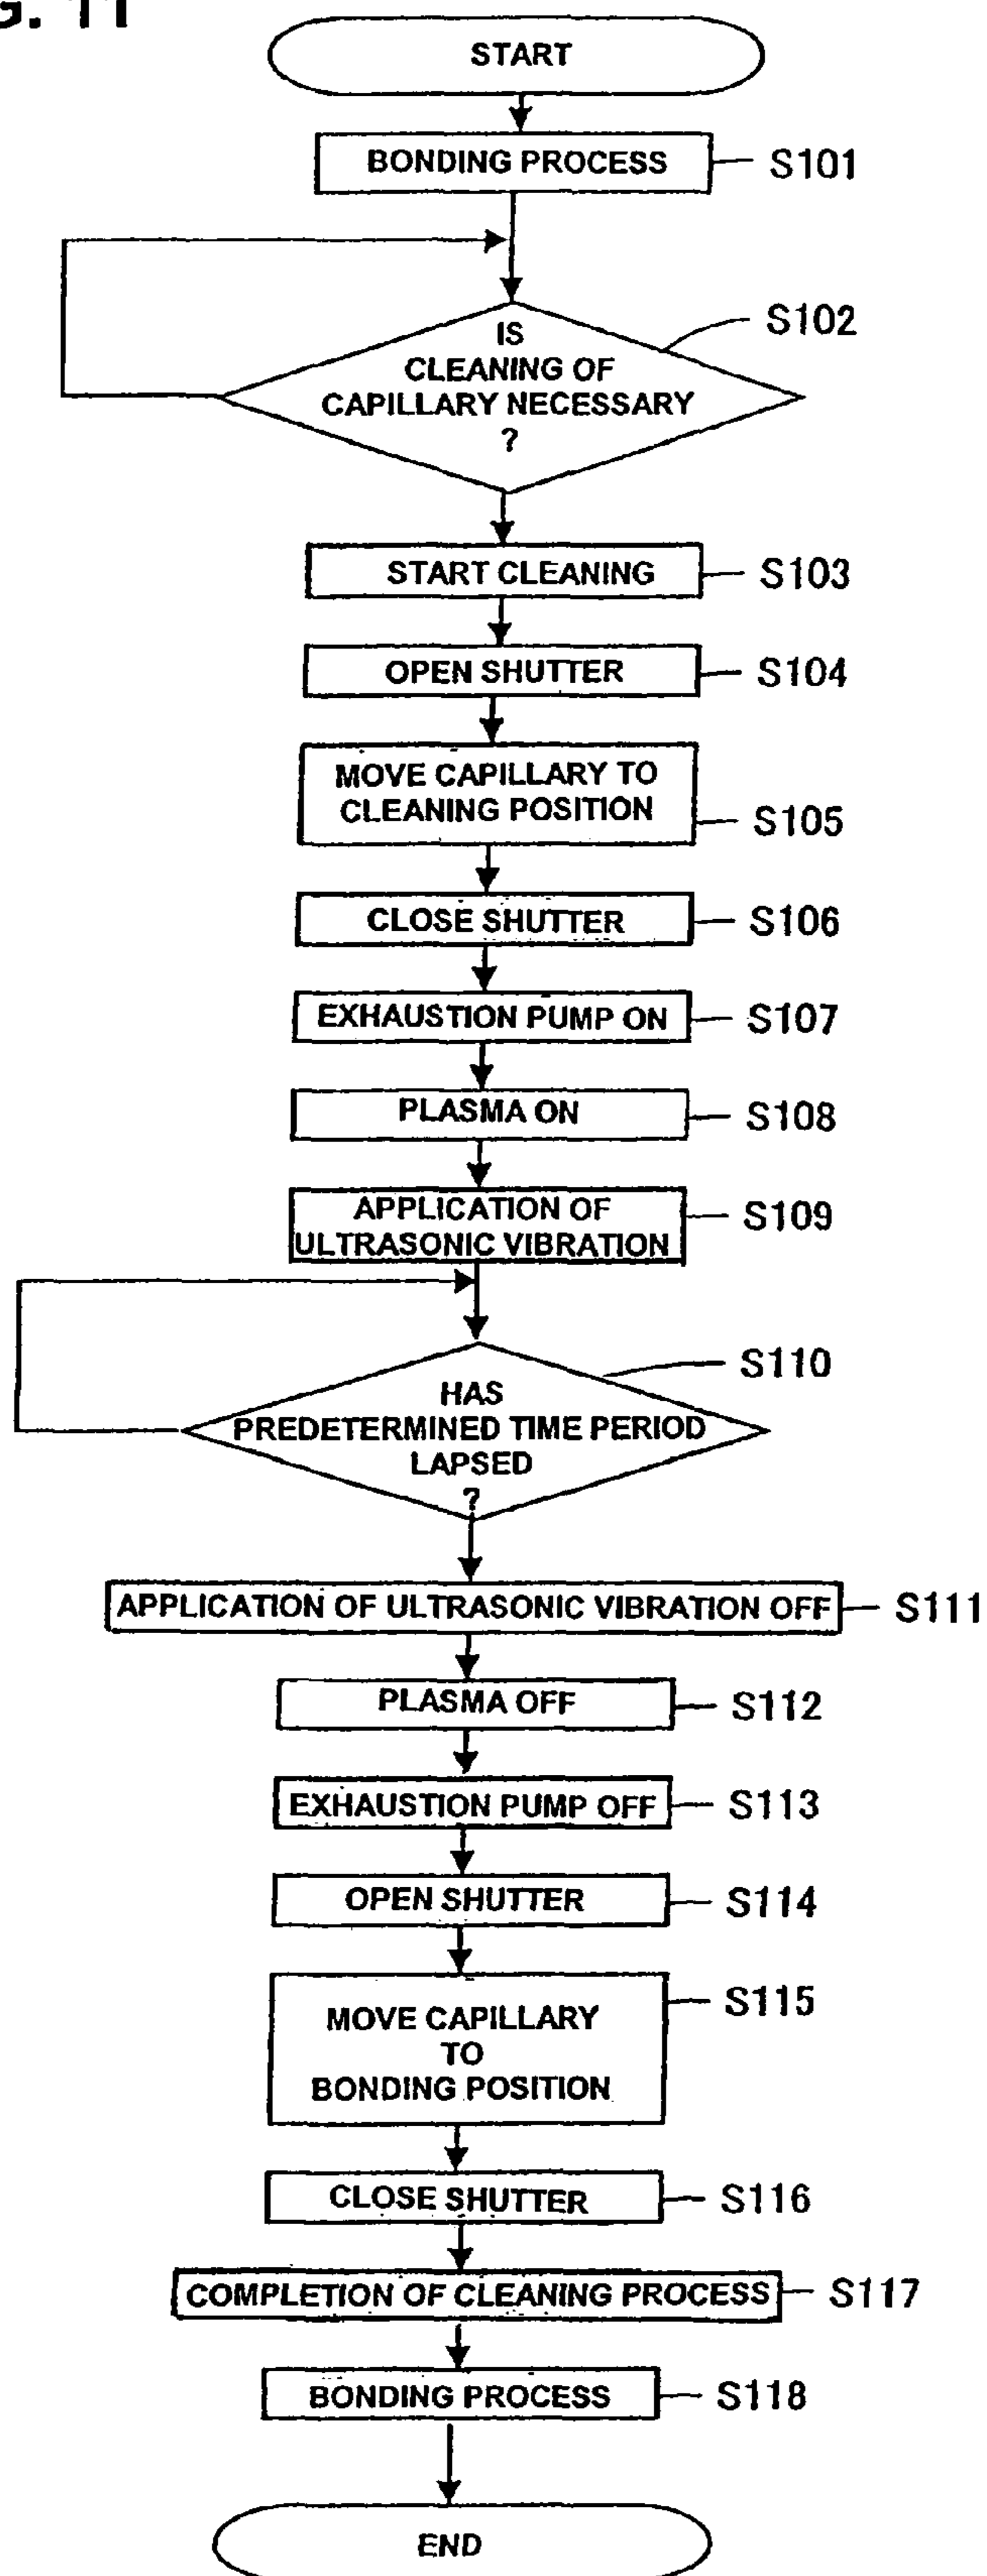 G. 11
START
BONDING PROCESS
S101
IS
CLEANING OF
CAPILLARY NECESSARY
?
S102
START CLEANING
S103
OPEN SHUTTER
S104
MOVE CAPILLARY TO
CLEANING POSITION
S105
CLOSE SHUTTER
S106
EXHAUSTION PUMP ON
S107
PLASMA ON
S108
APPLICATION OF
ULTRASONIC VIBRATION
S109
HAS
PREDETERMINED TIME PERIOD
LAPSED
?
S110
APPLICATION OF ULTRASONIC VIBRATION OFF
S111
PLASMA OFF
S112
EXHAUSTION PUMP OFF
S113
OPEN SHUTTER
S114
MOVE CAPILLARY
TO
BONDING POSITION
S115
CLOSE SHUTTER
S116
COMPLETION OF CLEANING PROCESS
S117
BONDING PROCESS
S118
END